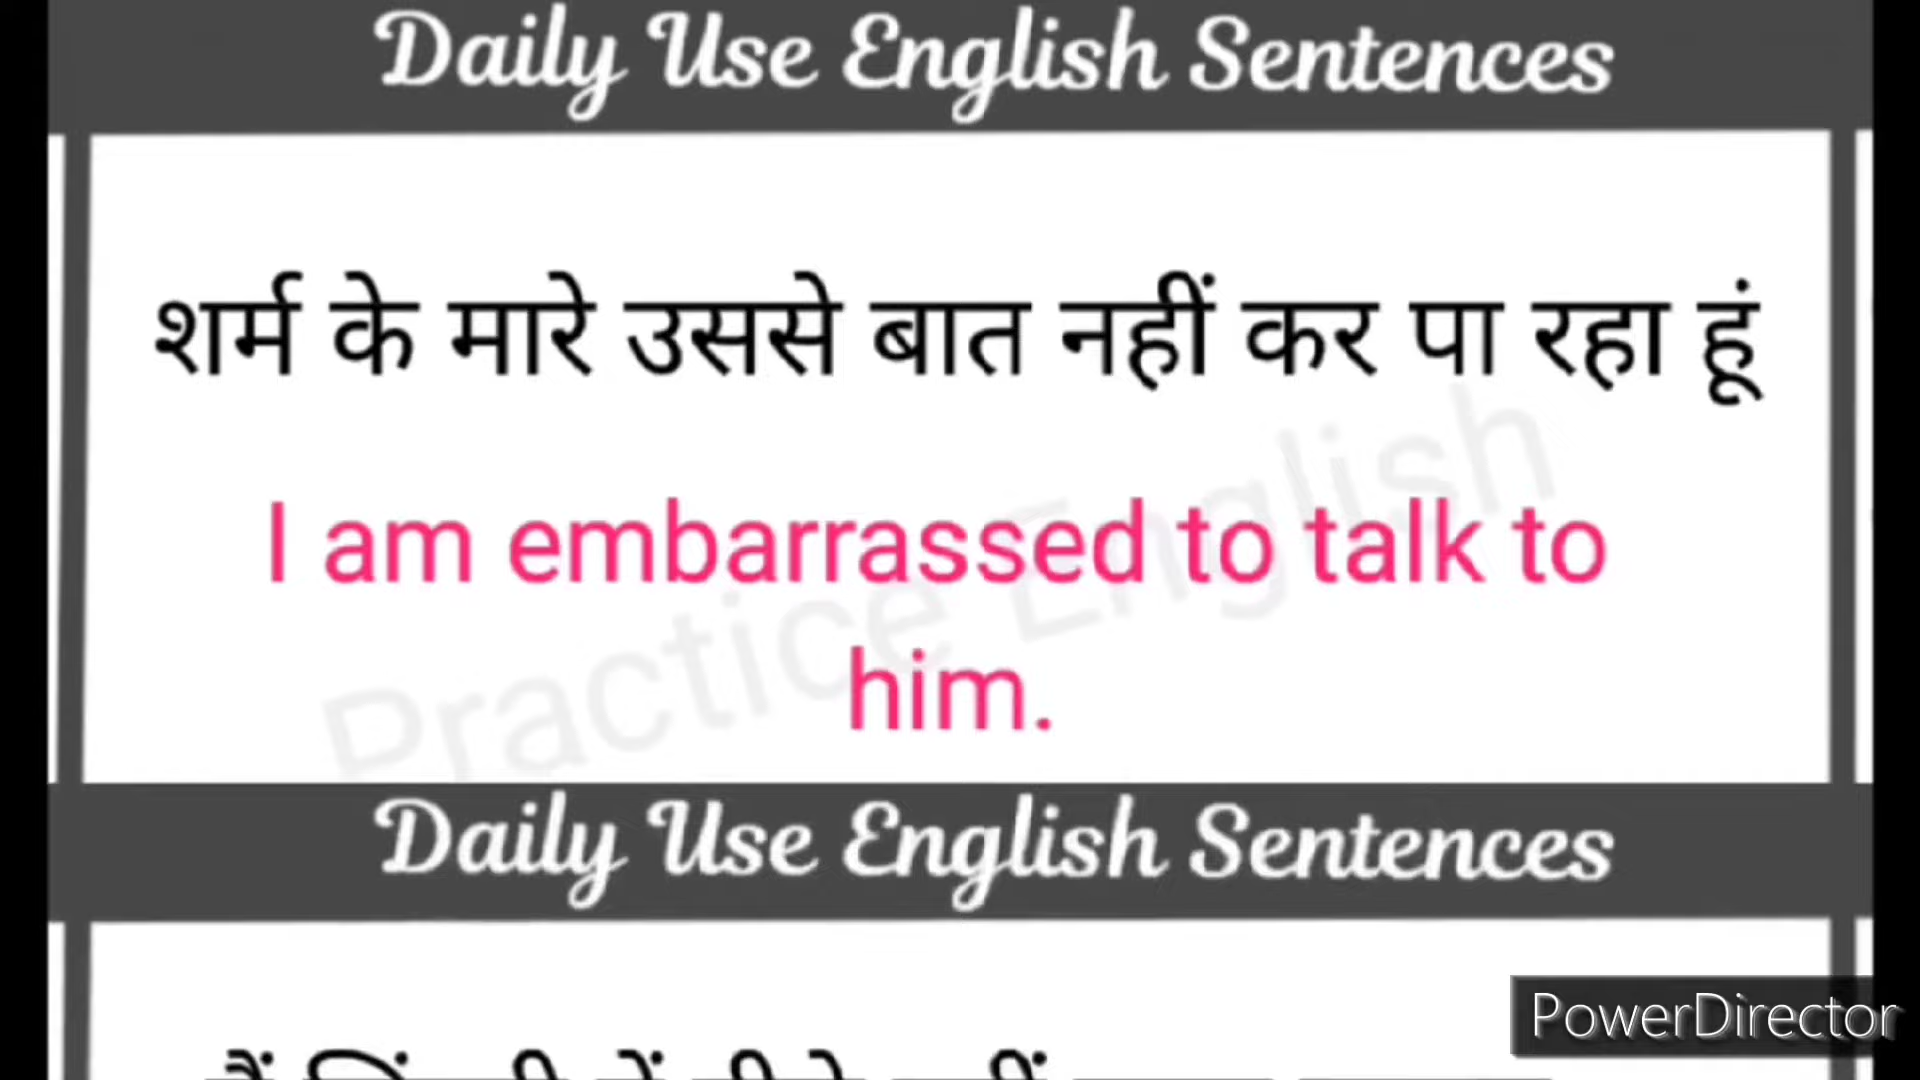 Daily Use English Sentences
शर्म के मारे उससे बात नहीं कर पा रहा हूं
I am embarrassed to talk to
him.
Practice English
Daily Use English Sentences
PowerDirector